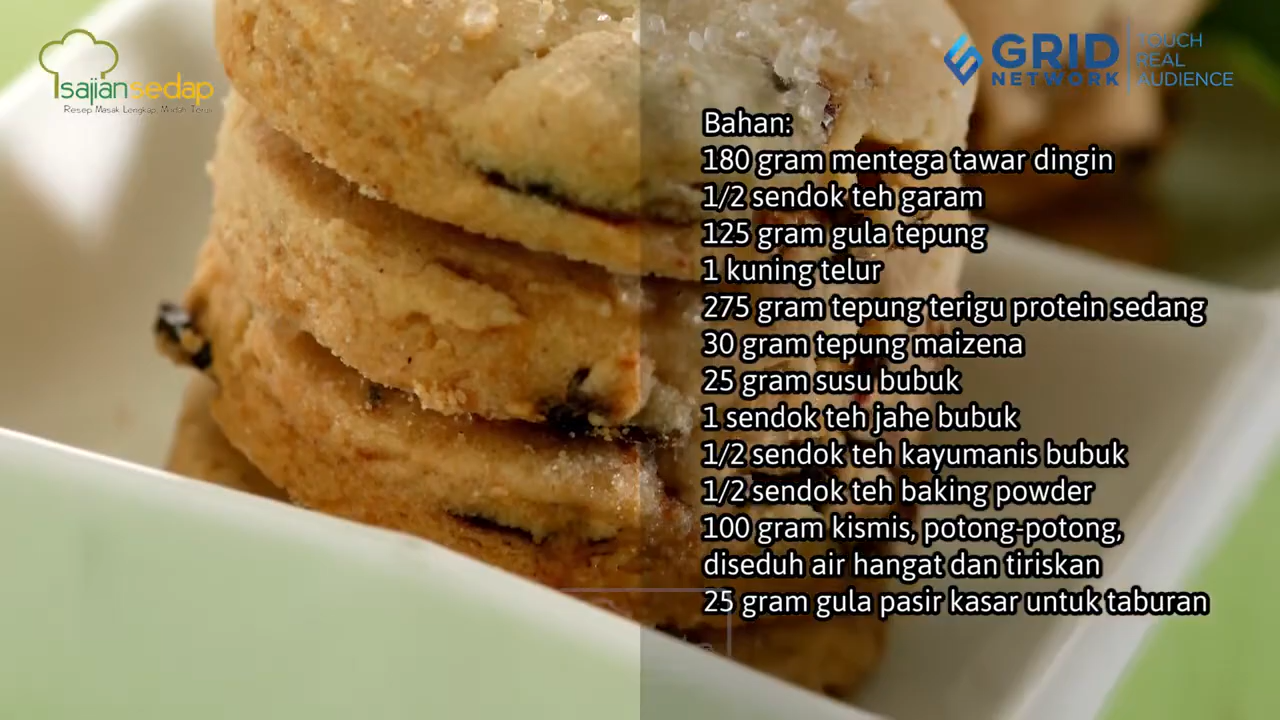 sajiansedap
Resep Masak Lengkap, Mudah Teruji
GRID
NETWORK
TOUCH
REAL
AUDIENCE
Bahan:
180 gram mentega tawar dingin
1/2 sendok teh garam
125 gram gula tepung
1 kuning telur
275 gram tepung terigu protein sedang
30 gram tepung maizena
25 gram susu bubuk
1 sendok teh jahe bubuk
1/2 sendok teh kayumanis bubuk
1/2 sendok teh baking powder
100 gram kismis, potong-potong,
diseduh air hangat dan tiriskan
25 gram gula pasir kasar untuk taburan